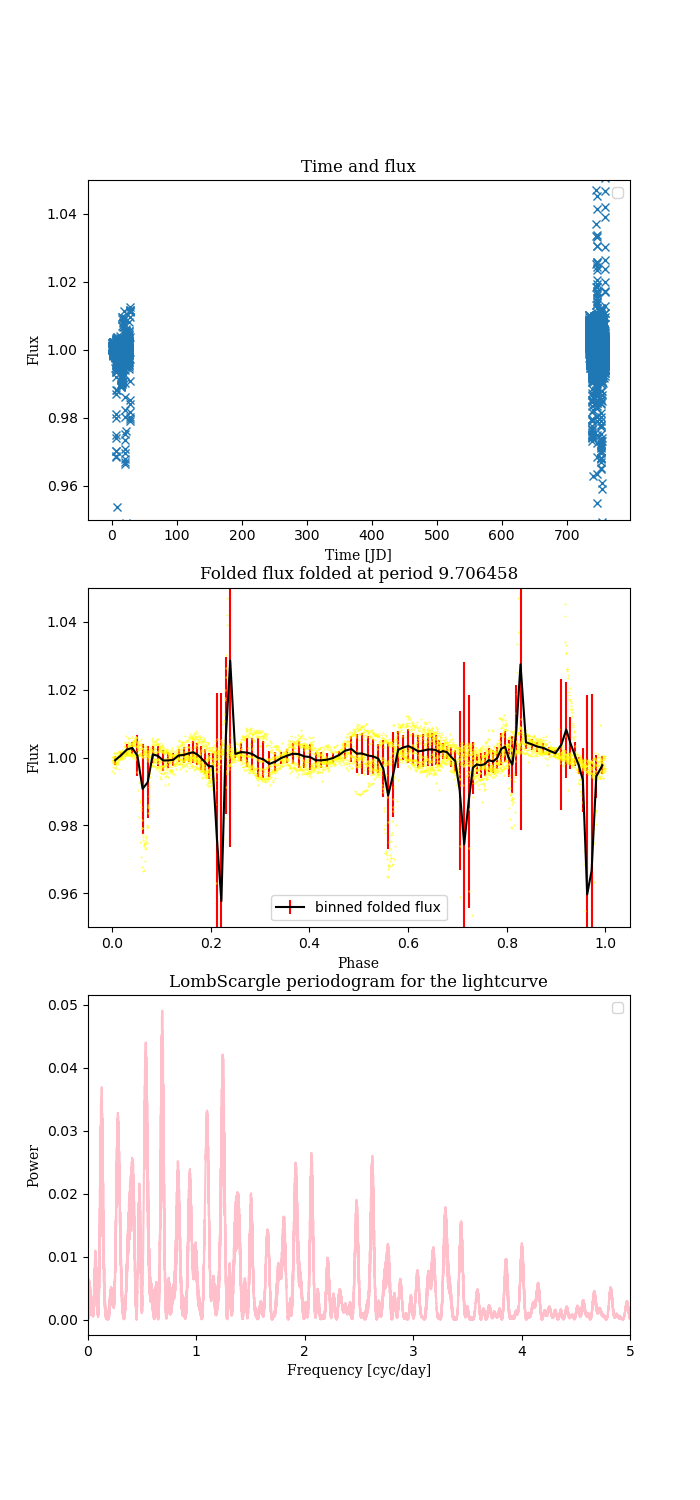 Time and flux
1.04
1.02
1.00
0.98
0.96
Flux
0 100 200 300 400 500 600 700
Time [JD]
Folded flux folded at period 9.706458
1.04
1.02
1.00
0.98
0.96
Flux
binned folded flux
0.0 0.2 0.4 0.6 0.8 1.0
Phase
LombScargle periodogram for the lightcurve
0.05
0.04
0.03
0.02
0.01
0.00
Power
0 1 2 3 4 5
Frequency [cyc/day]